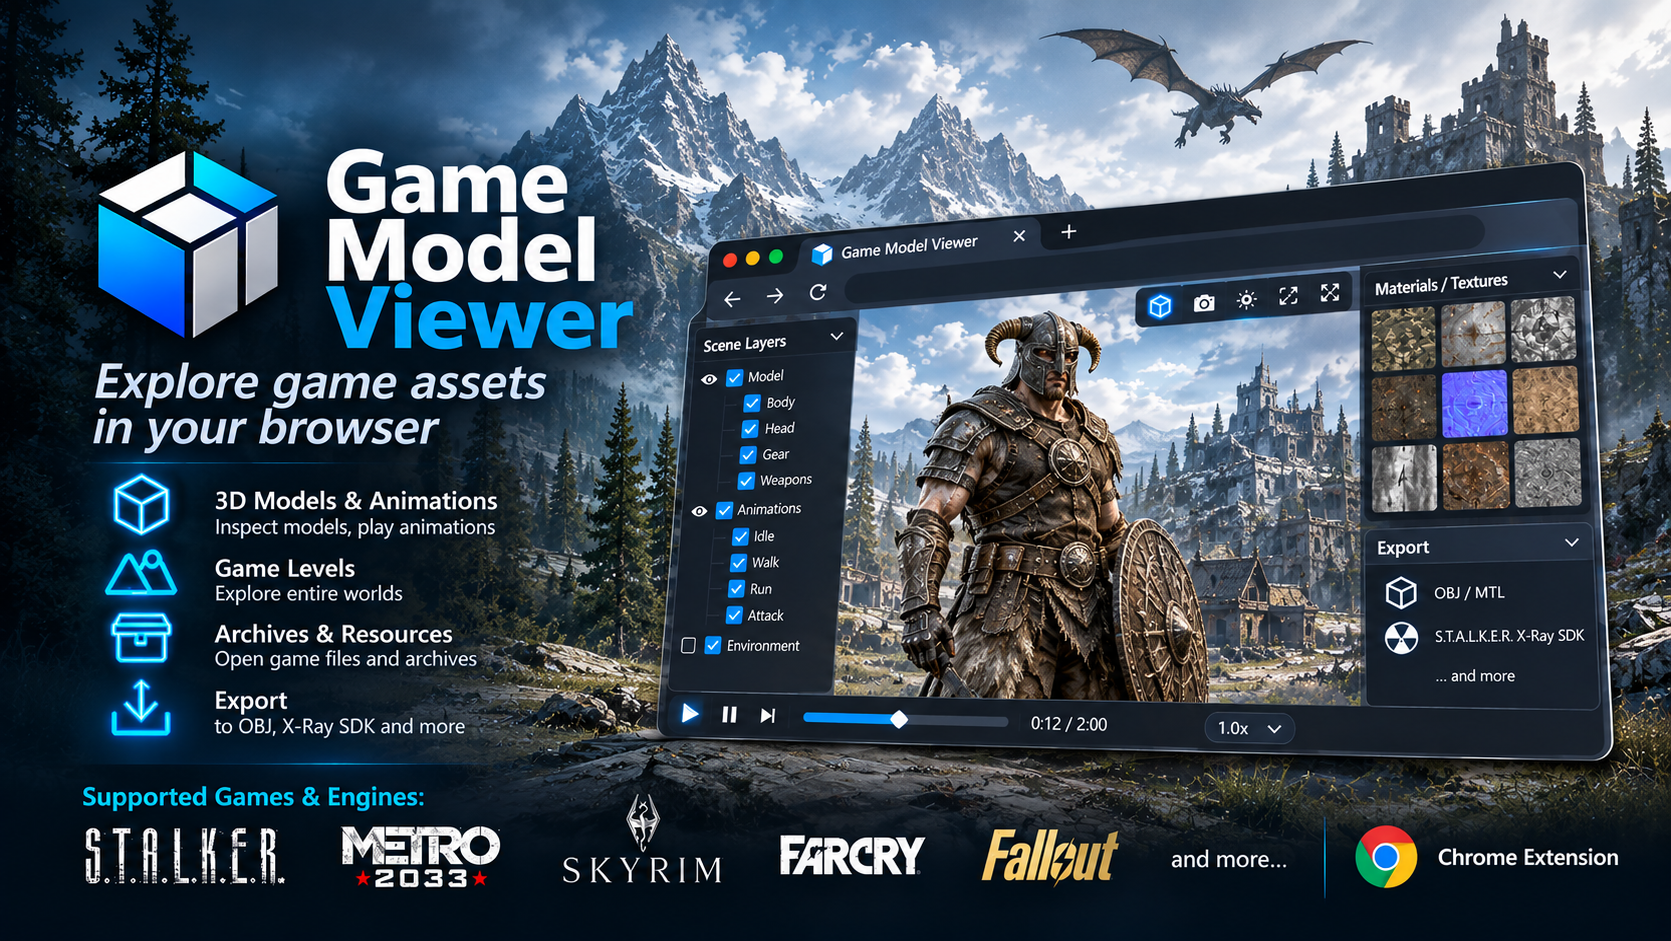 Game
Model
Viewer
Explore game assets
in your browser
3D Models & Animations
Inspect models, play animations
Game Levels
Explore entire worlds
Archives & Resources
Open game files and archives
Export
to OBJ, X-Ray SDK and more
Game Model Viewer
Scene Layers
Model
Body
Head
Gear
Weapons
Animations
Idle
Walk
Run
Attack
Environment
0:12 / 2:00
1.0x
Materials / Textures
Export
OBJ / MTL
S.T.A.L.K.E.R. X-Ray SDK
... and more
Supported Games & Engines:
S.T.A.L.K.E.R.
METRO
2033
SKYRIM
FARCRY
Fallout
and more...
Chrome Extension